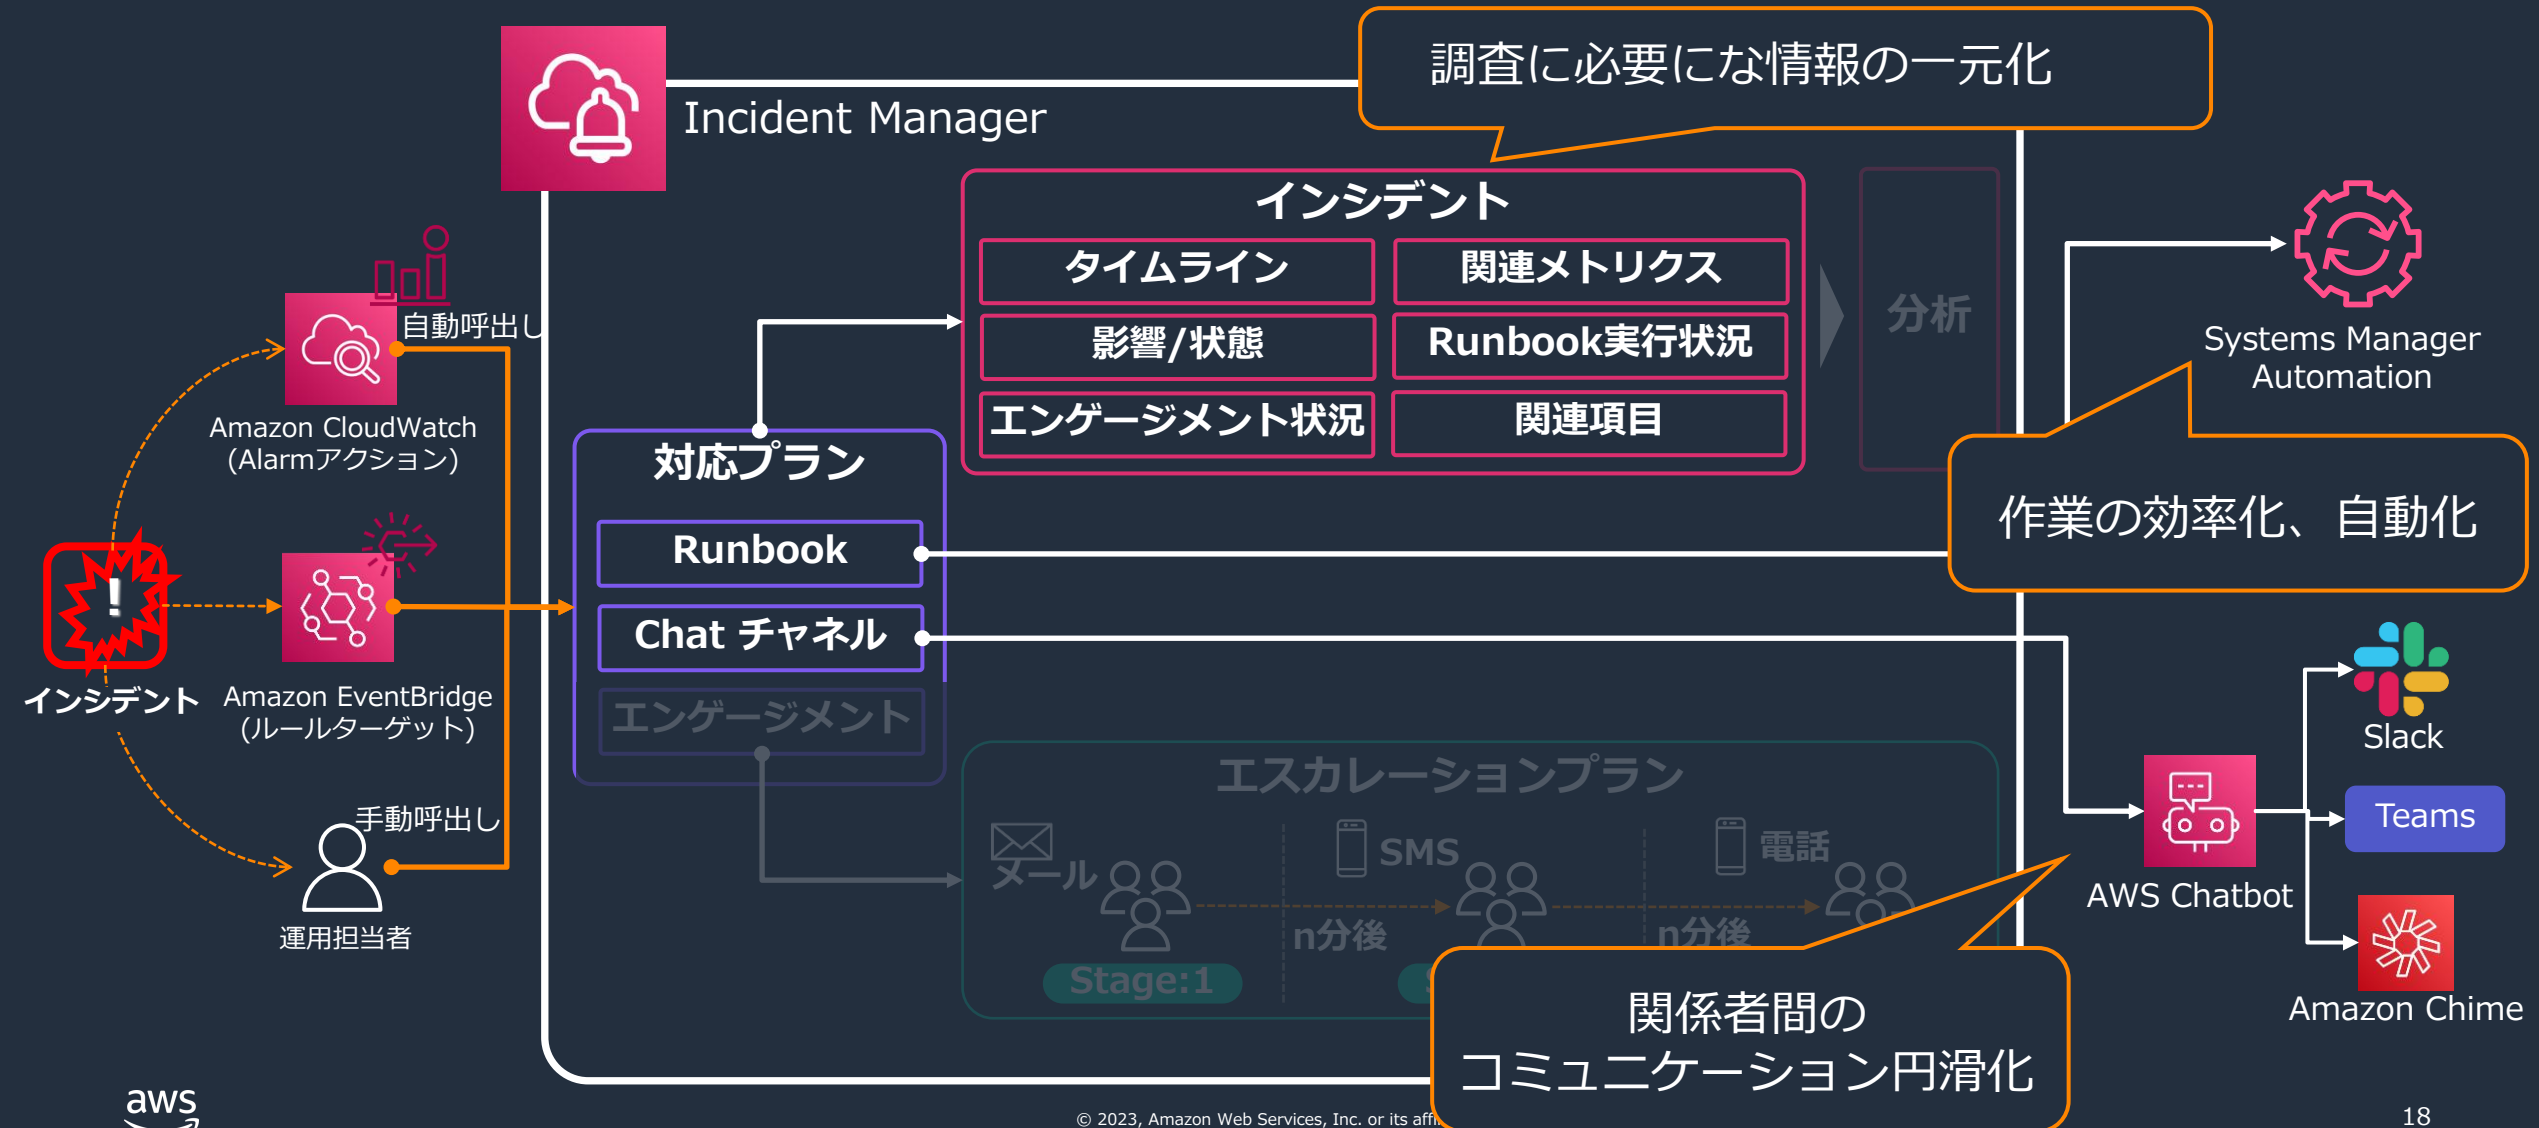 調査に必要にな情報の一元化
Incident Manager
インシデント
タイムライン
関連メトリクス
影響/状態
Runbook実行状況
エンゲージメント状況
関連項目
分析
Systems Manager
Automation
作業の効率化、自動化
自動呼出し
Amazon CloudWatch
(Alarmアクション)
対応プラン
Runbook
Chat チャネル
エンゲージメント
!
インシデント
Amazon EventBridge
(ルールターゲット)
手動呼出し
運用担当者
エスカレーションプラン
メール
SMS
電話
n分後
n分後
Stage:1
関係者間の
コミュニケーション円滑化
Slack
Teams
AWS Chatbot
Amazon Chime
aws
© 2023, Amazon Web Services, Inc. or its
18